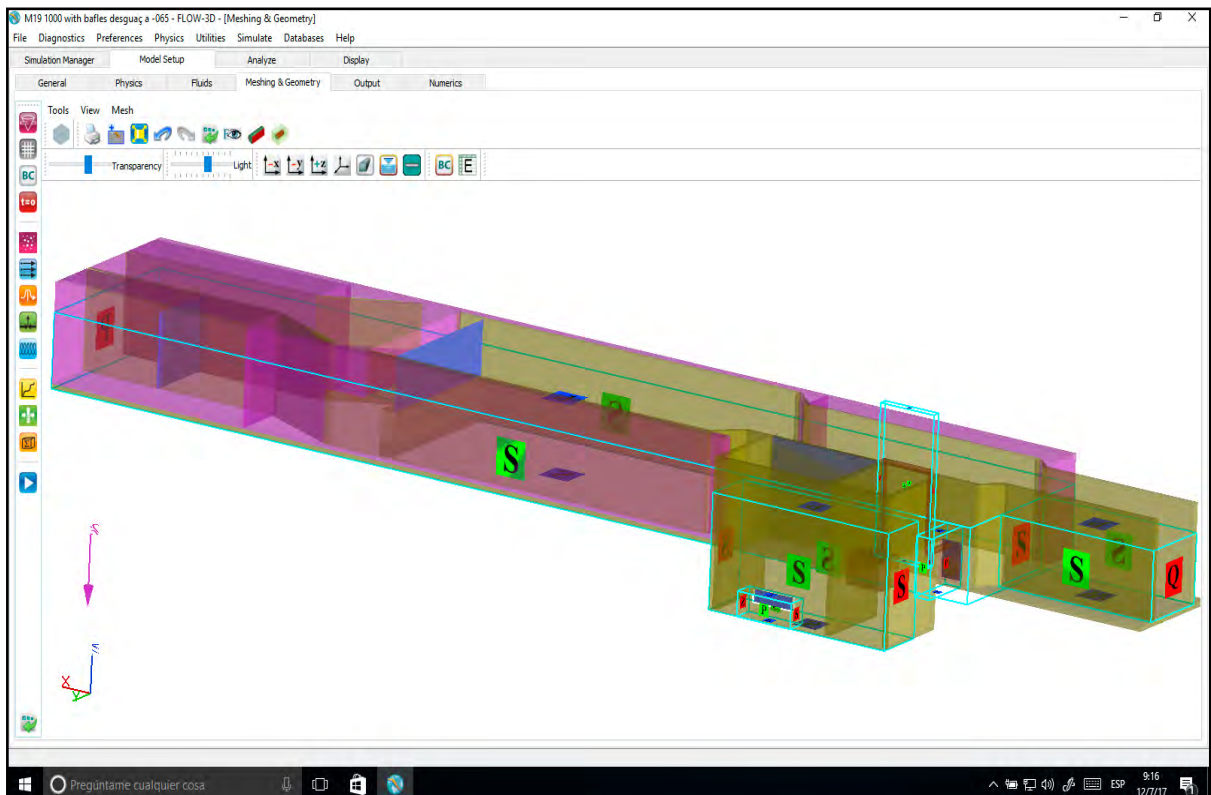 M19 1000 with bafles desguaç a -065 - FLOW-3D - [Meshing & Geometry]
File Diagnostics Preferences Physics Utilities Simulate Databases Help
Simulation Manager Model Setup Analyze Display
General Physics Fluids Meshing & Geometry Output Numerics
Tools View Mesh
Transparency Light -x -y +z BC E
BC
t=0
S
S
S
S
S
S
Q
P
X
Y
Pregúntame cualquier cosa
ESP
9:16
12/7/17